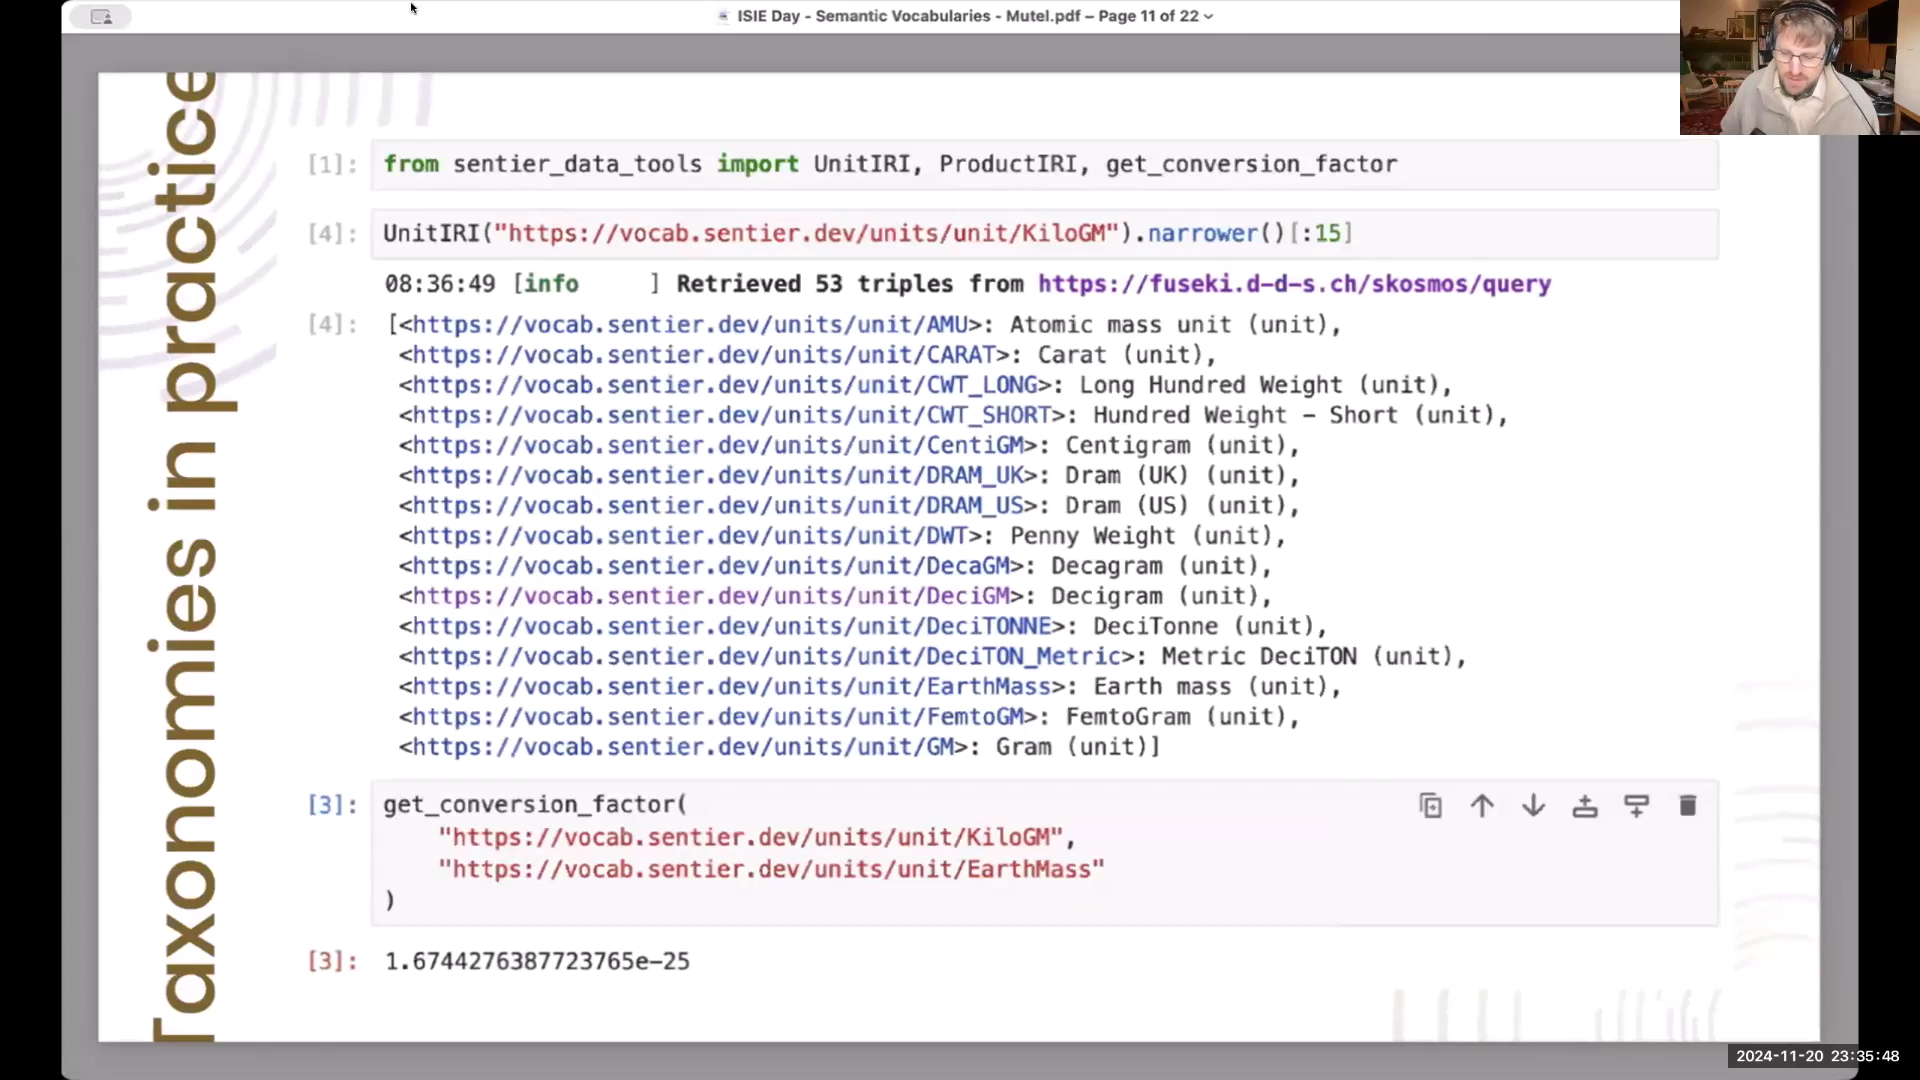 ISIE Day - Semantic Vocabularies - Mutel.pdf – Page 11 of 22
Taxonomies in practice
[1]: from sentier_data_tools import UnitIRI, ProductIRI, get_conversion_factor
[4]: UnitIRI("https://vocab.sentier.dev/units/unit/KiloGM").narrower()[:15]
08:36:49 [info     ] Retrieved 53 triples from https://fuseki.d-d-s.ch/skosmos/query
[4]: [<https://vocab.sentier.dev/units/unit/AMU>: Atomic mass unit (unit),
<https://vocab.sentier.dev/units/unit/CARAT>: Carat (unit),
<https://vocab.sentier.dev/units/unit/CWT_LONG>: Long Hundred Weight (unit),
<https://vocab.sentier.dev/units/unit/CWT_SHORT>: Hundred Weight - Short (unit),
<https://vocab.sentier.dev/units/unit/CentiGM>: Centigram (unit),
<https://vocab.sentier.dev/units/unit/DRAM_UK>: Dram (UK) (unit),
<https://vocab.sentier.dev/units/unit/DRAM_US>: Dram (US) (unit),
<https://vocab.sentier.dev/units/unit/DWT>: Penny Weight (unit),
<https://vocab.sentier.dev/units/unit/DecaGM>: Decagram (unit),
<https://vocab.sentier.dev/units/unit/DeciGM>: Decigram (unit),
<https://vocab.sentier.dev/units/unit/DeciTONNE>: DeciTonne (unit),
<https://vocab.sentier.dev/units/unit/DeciTON_Metric>: Metric DeciTON (unit),
<https://vocab.sentier.dev/units/unit/EarthMass>: Earth mass (unit),
<https://vocab.sentier.dev/units/unit/FemtoGM>: FemtoGram (unit),
<https://vocab.sentier.dev/units/unit/GM>: Gram (unit)]
[3]: get_conversion_factor(
"https://vocab.sentier.dev/units/unit/KiloGM",
"https://vocab.sentier.dev/units/unit/EarthMass"
)
[3]: 1.6744276387723765e-25
2024-11-20 23:35:48